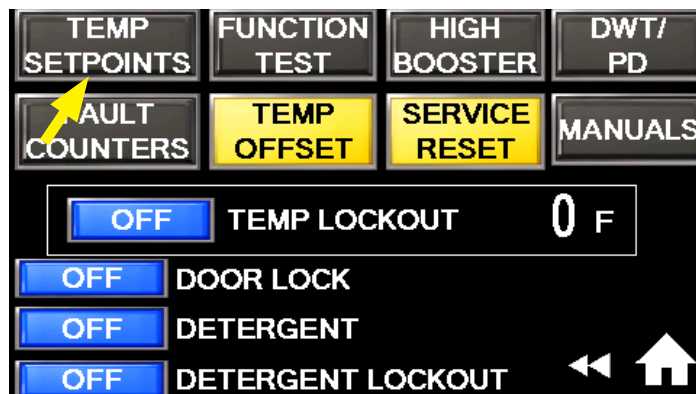 TEMP SETPOINTS
FUNCTION TEST
HIGH BOOSTER
DWT/ PD
FAULT COUNTERS
TEMP OFFSET
SERVICE RESET
MANUALS
OFF TEMP LOCKOUT 0 F
OFF DOOR LOCK
OFF DETERGENT
OFF DETERGENT LOCKOUT